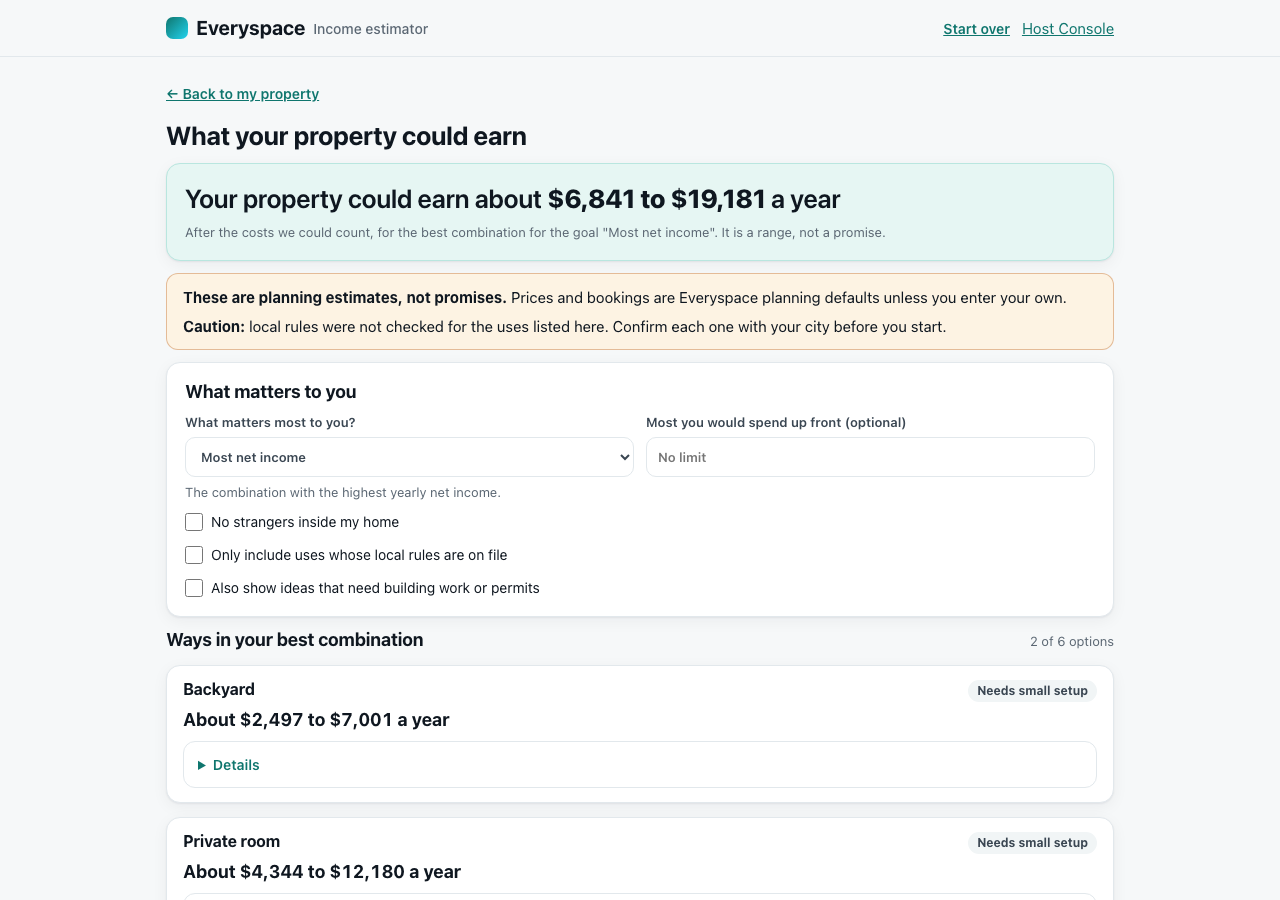 Everyspace Income estimator
Start over Host Console
← Back to my property
What your property could earn
Your property could earn about $6,841 to $19,181 a year
After the costs we could count, for the best combination for the goal "Most net income". It is a range, not a promise.
These are planning estimates, not promises. Prices and bookings are Everyspace planning defaults unless you enter your own.
Caution: local rules were not checked for the uses listed here. Confirm each one with your city before you start.
What matters to you
What matters most to you?
Most net income
The combination with the highest yearly net income.
Most you would spend up front (optional)
No limit
No strangers inside my home
Only include uses whose local rules are on file
Also show ideas that need building work or permits
Ways in your best combination
2 of 6 options
Backyard
Needs small setup
About $2,497 to $7,001 a year
Details
Private room
Needs small setup
About $4,344 to $12,180 a year